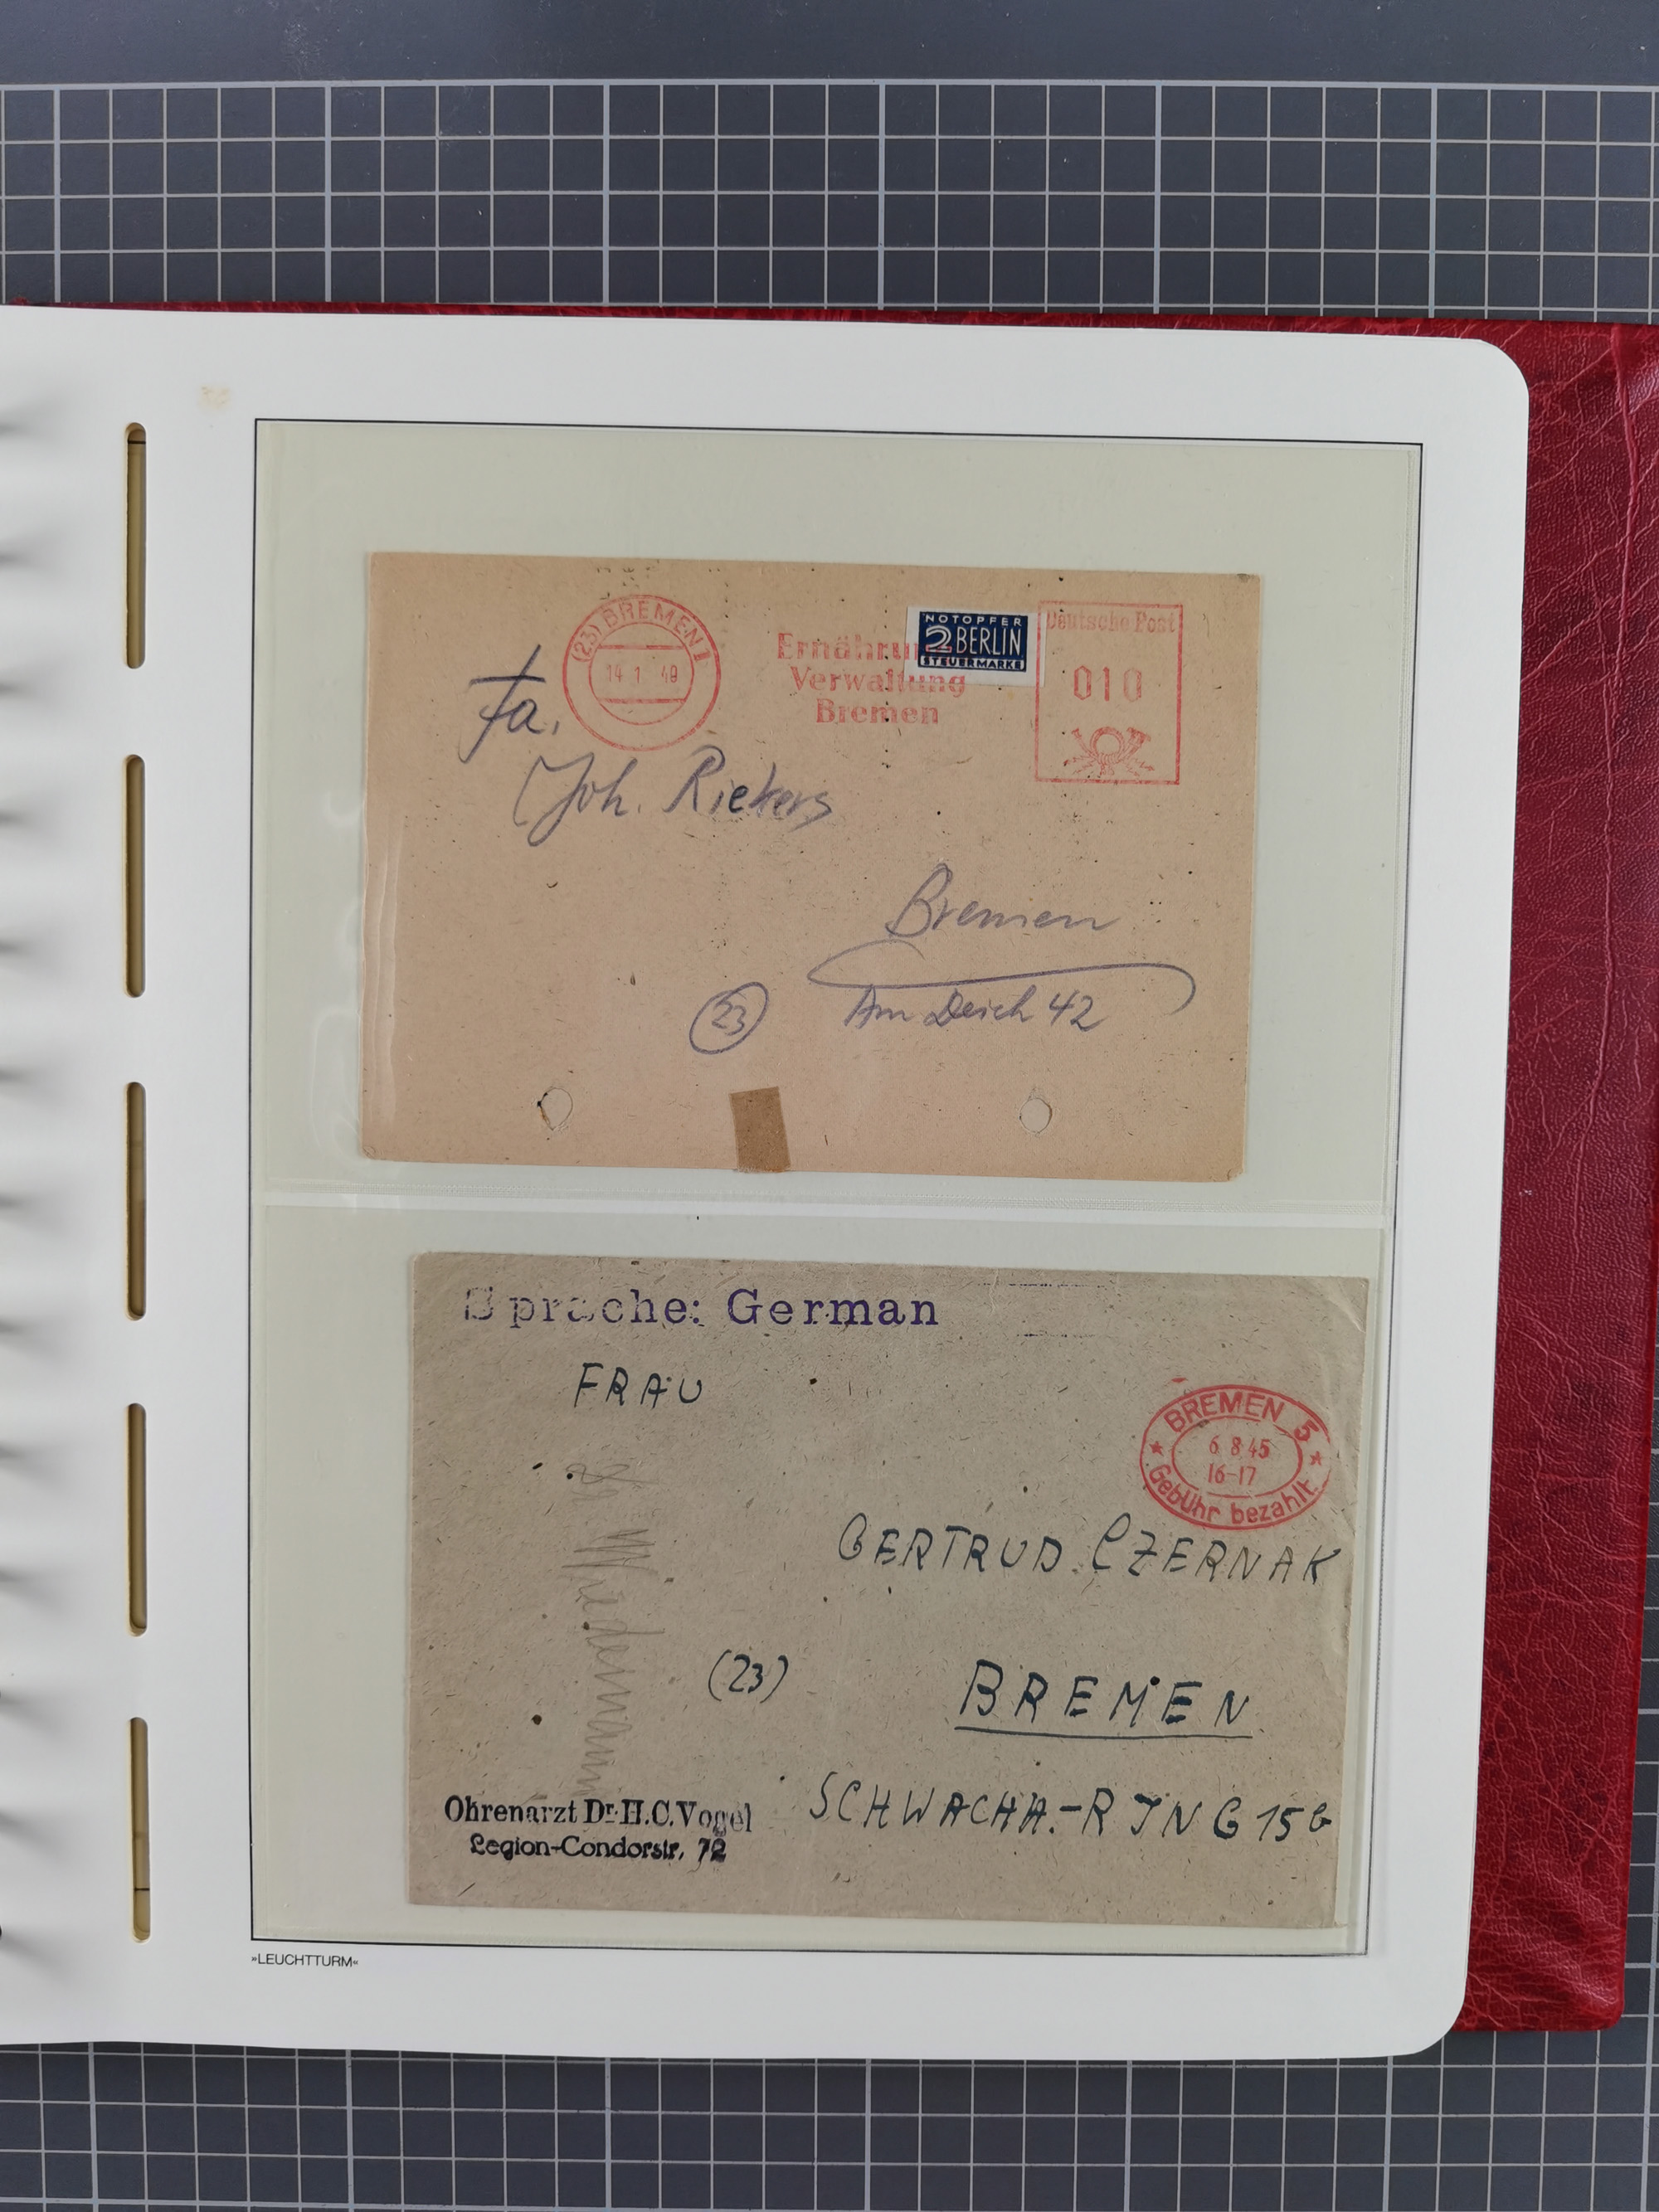 (23) BREMEN 1
14 1 49
Ernährungs
Verwaltung
Bremen
NOTOPFER
2 BERLIN
STEUERMARKE
Deutsche Post
010
Fa.
Joh. Riekers
Bremen
(23) Am Deich 42
Sprache: German
FRAU
BREMEN 5
6 8 45
16-17
Gebühr bezahlt
GERTRUD CZERNAK
(23) BREMEN
SCHWACHH.-RING 156
Ohrenarzt Dr. H.C. Vogel
Legion-Condorstr. 72
»LEUCHTTURM«